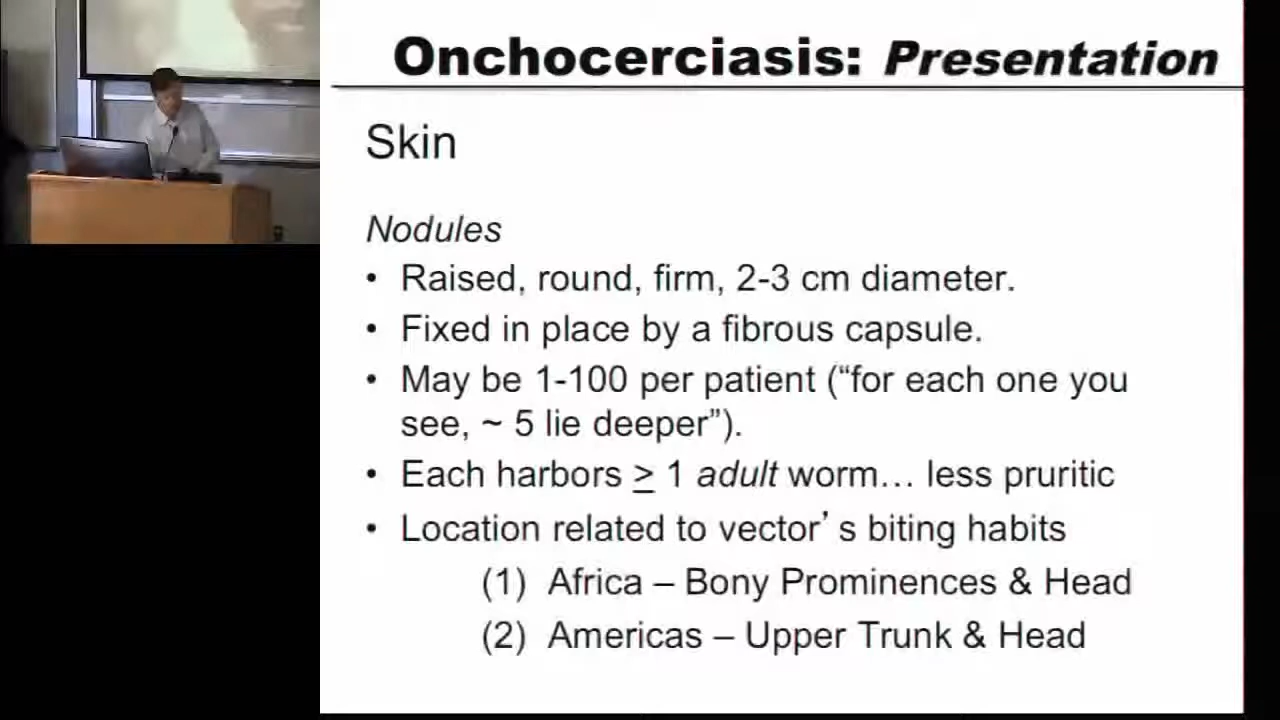 Onchocerciasis: Presentation
Skin
Nodules
• Raised, round, firm, 2-3 cm diameter.
• Fixed in place by a fibrous capsule.
• May be 1-100 per patient (“for each one you
see, ~ 5 lie deeper”).
• Each harbors > 1 adult worm… less pruritic
• Location related to vector’s biting habits
(1) Africa – Bony Prominences & Head
(2) Americas – Upper Trunk & Head